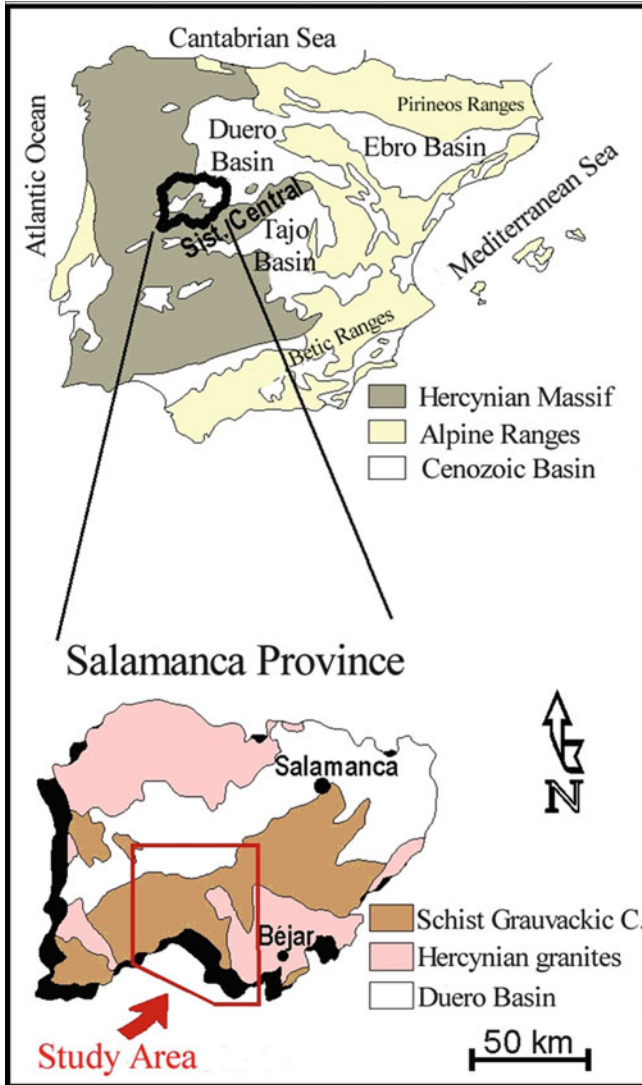 Cantabrian Sea
Atlantic Ocean
Pirineos Ranges
Duero
Basin
Ebro Basin
Sist. Central
Tajo
Basin
Mediterranean Sea
Betic Ranges
Hercynian Massif
Alpine Ranges
Cenozoic Basin
Salamanca Province
N
Salamanca
Béjar
Schist Grauvackic C.
Hercynian granites
Duero Basin
Study Area
50 km